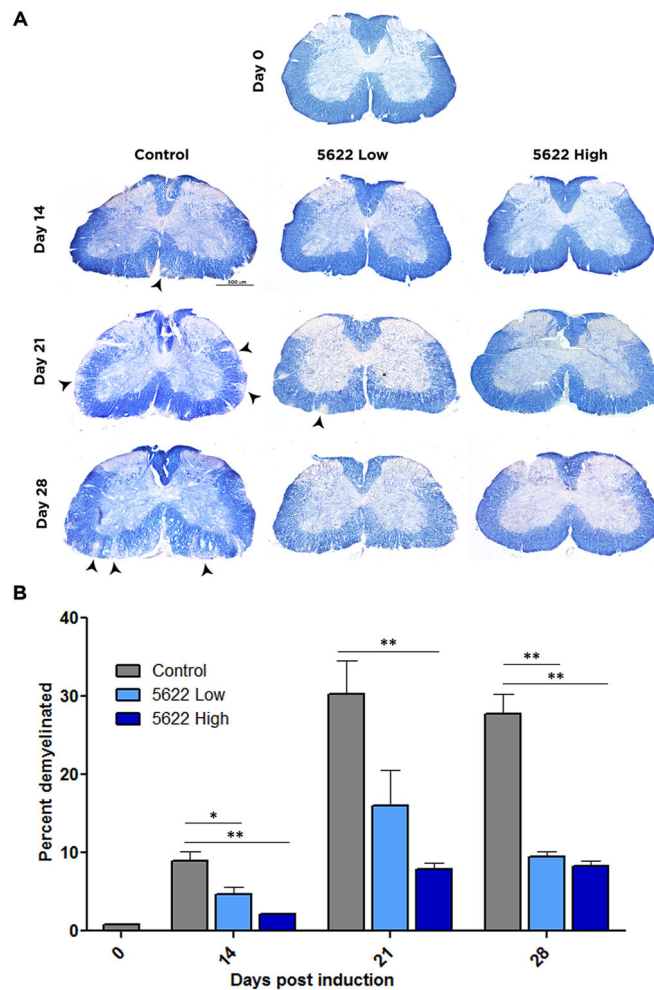 A
Day 0
Control
5622 Low
5622 High
Day 14
500 µm
Day 21
Day 28
B
Percent demyelinated
40
30
20
10
0
Control
5622 Low
5622 High
*
**
**
**
**
0
14
21
28
Days post induction